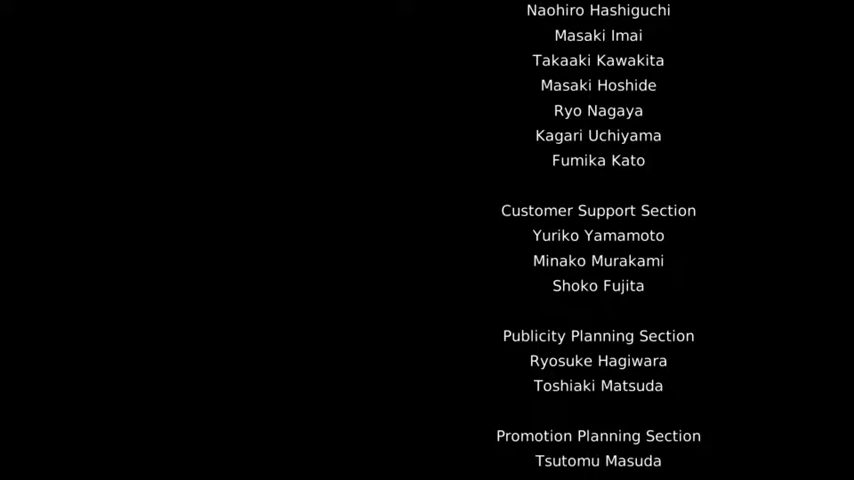 Naohiro Hashiguchi
Masaki Imai
Takaaki Kawakita
Masaki Hoshide
Ryo Nagaya
Kagari Uchiyama
Fumika Kato
Customer Support Section
Yuriko Yamamoto
Minako Murakami
Shoko Fujita
Publicity Planning Section
Ryosuke Hagiwara
Toshiaki Matsuda
Promotion Planning Section
Tsutomu Masuda